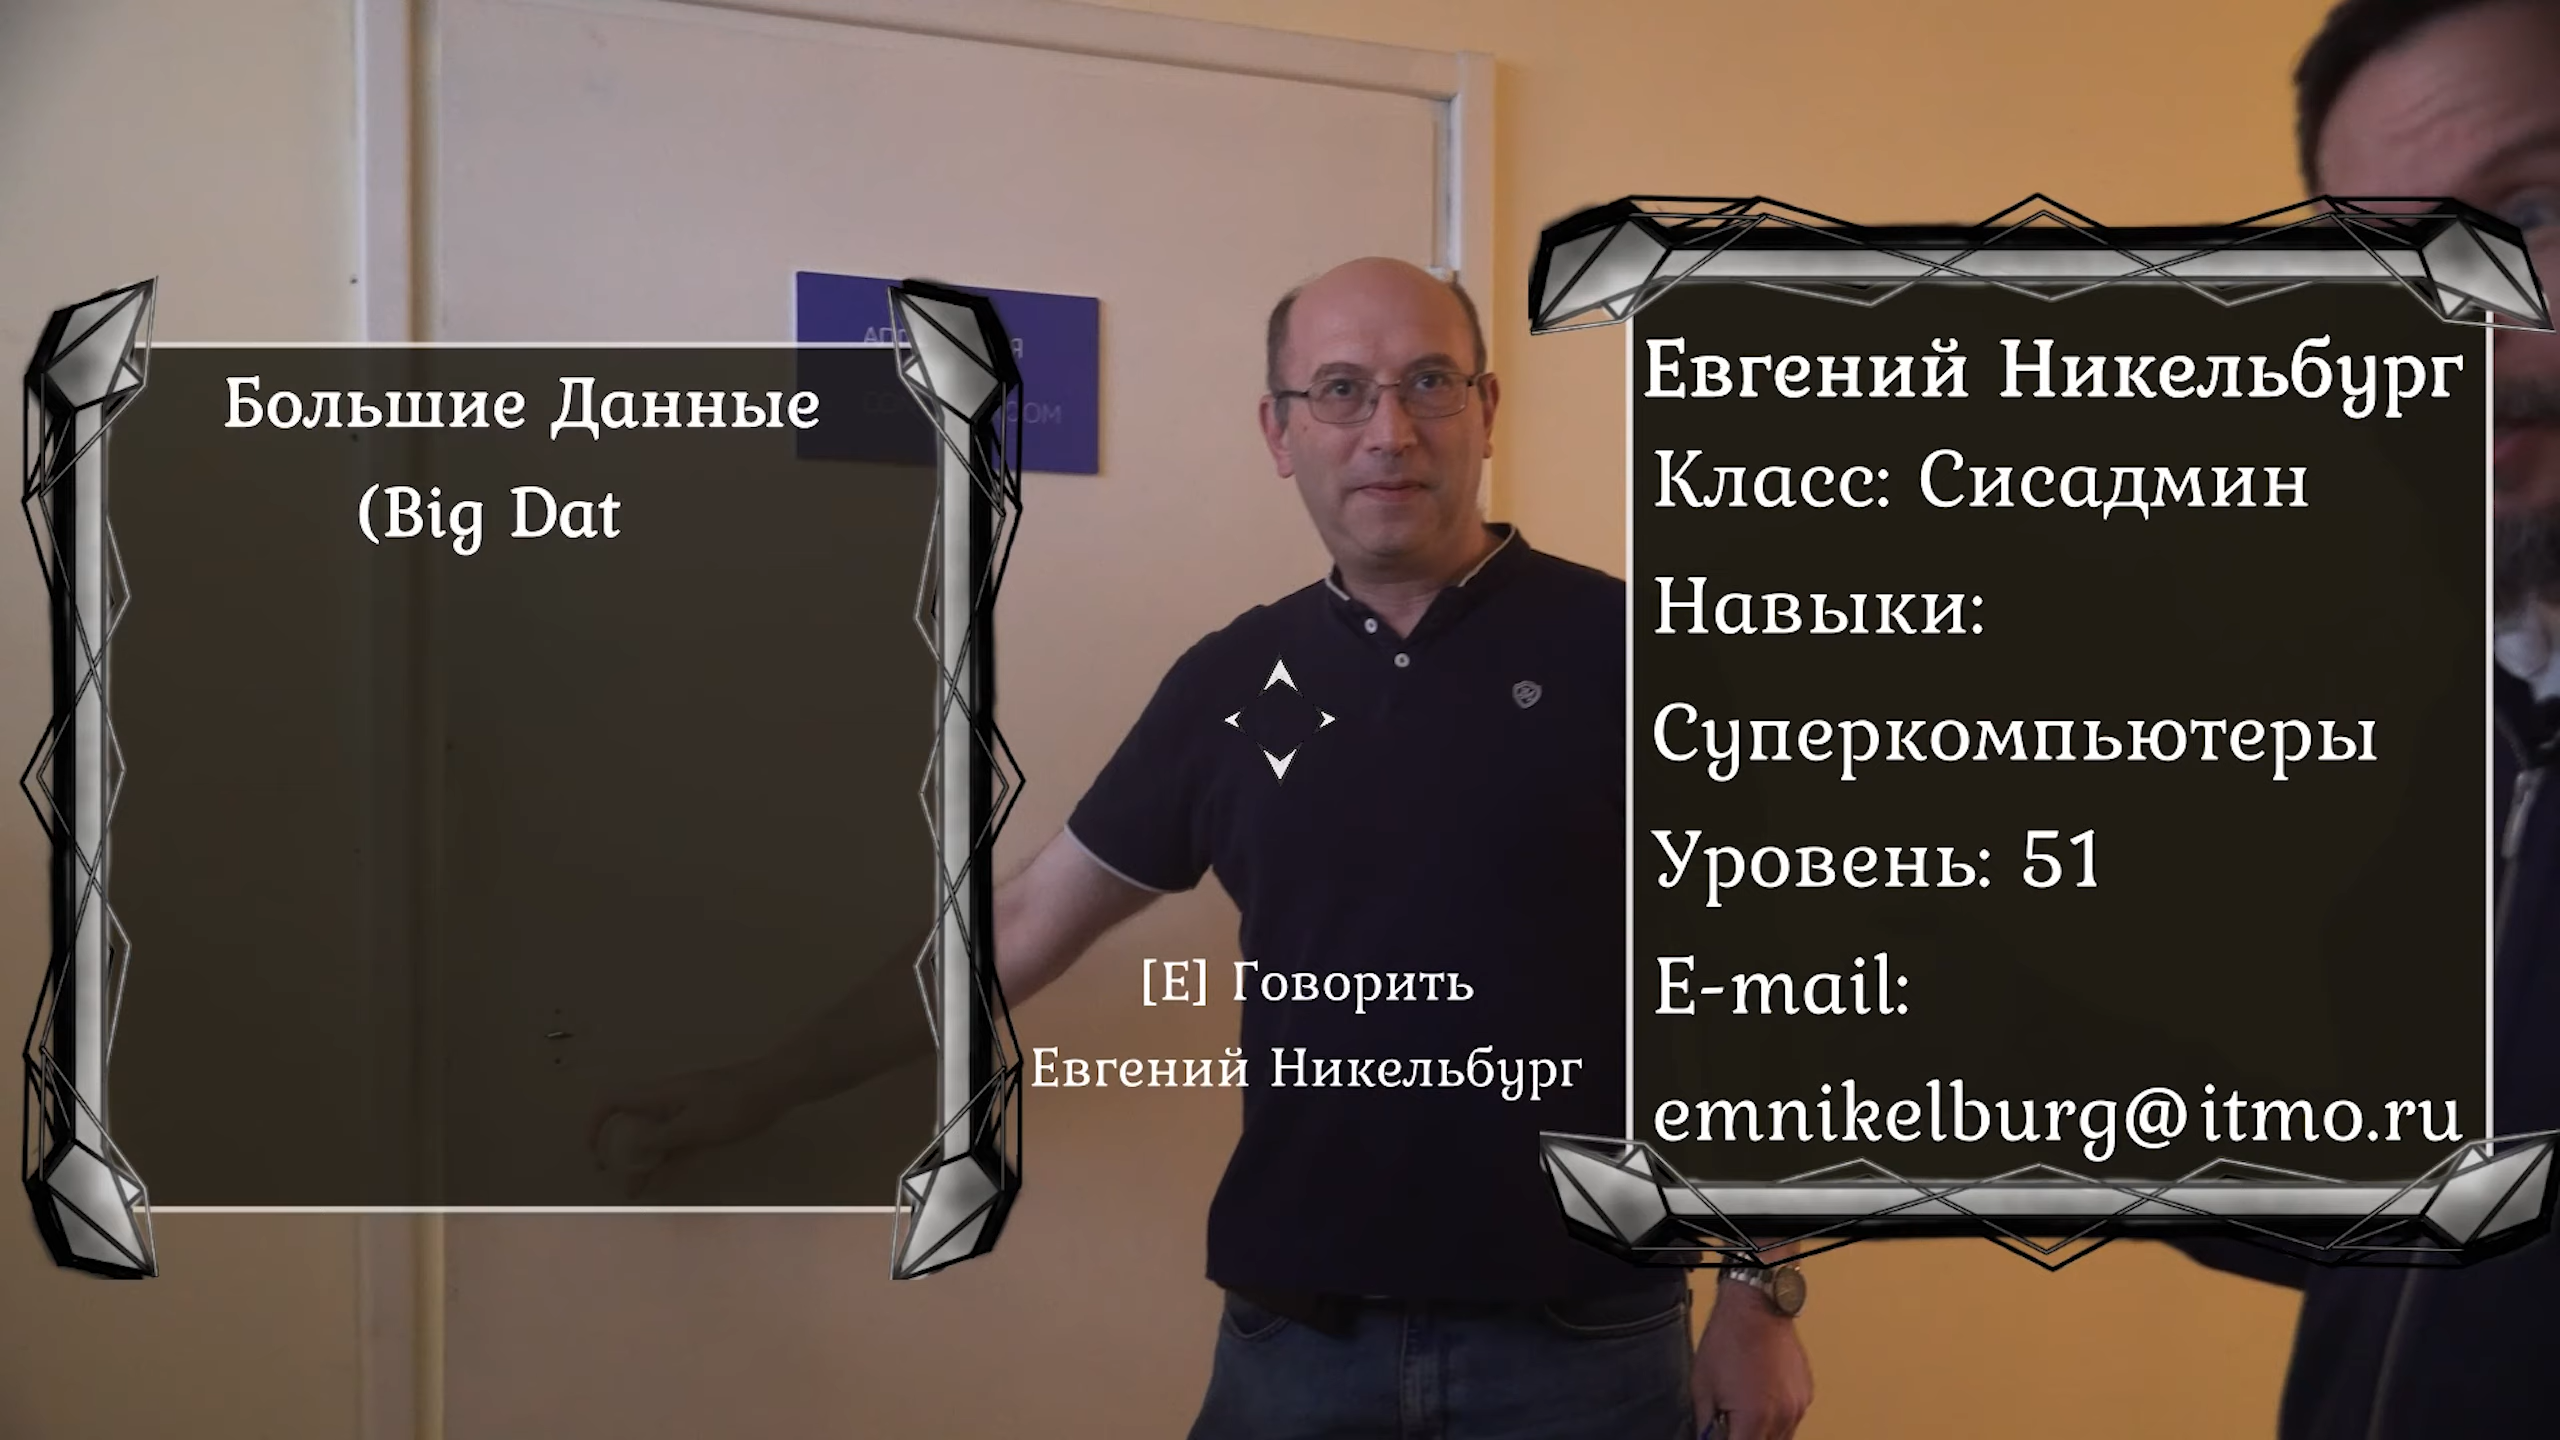 Большие Данные
(Big Dat
[E] Говорить
Евгений Никельбург
Евгений Никельбург
Класс: Сисадмин
Навыки:
Суперкомпьютеры
Уровень: 51
E-mail:
emnikelburg@itmo.ru